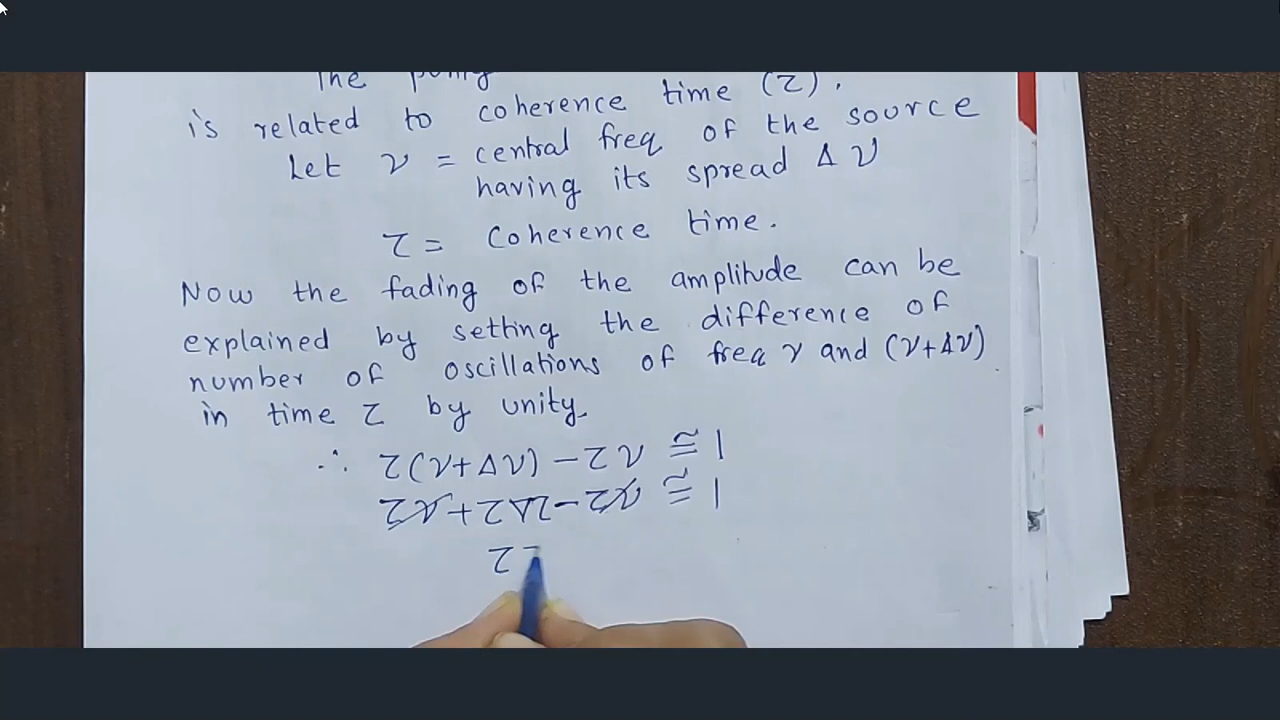 The
is related to coherence time (τ).
Let ν = central freq of the source
having its spread Δν
τ = Coherence time.
Now the fading of the amplitude can be
explained by setting the difference of
number of oscillations of freq ν and (ν+Δν)
in time τ by unity.
∴ τ(ν+Δν) - τν ≅ 1
τν + τΔν - τν ≅ 1
τ